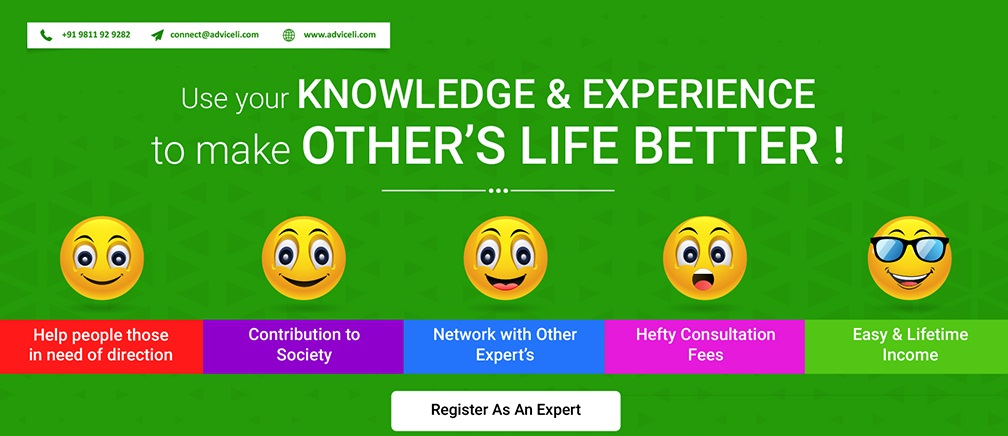 +91 9811 92 9282 connect@adviceli.com www.adviceli.com
Use your KNOWLEDGE & EXPERIENCE
to make OTHER'S LIFE BETTER !
Help people those
in need of direction
Contribution to
Society
Network with Other
Expert's
Hefty Consultation
Fees
Easy & Lifetime
Income
Register As An Expert